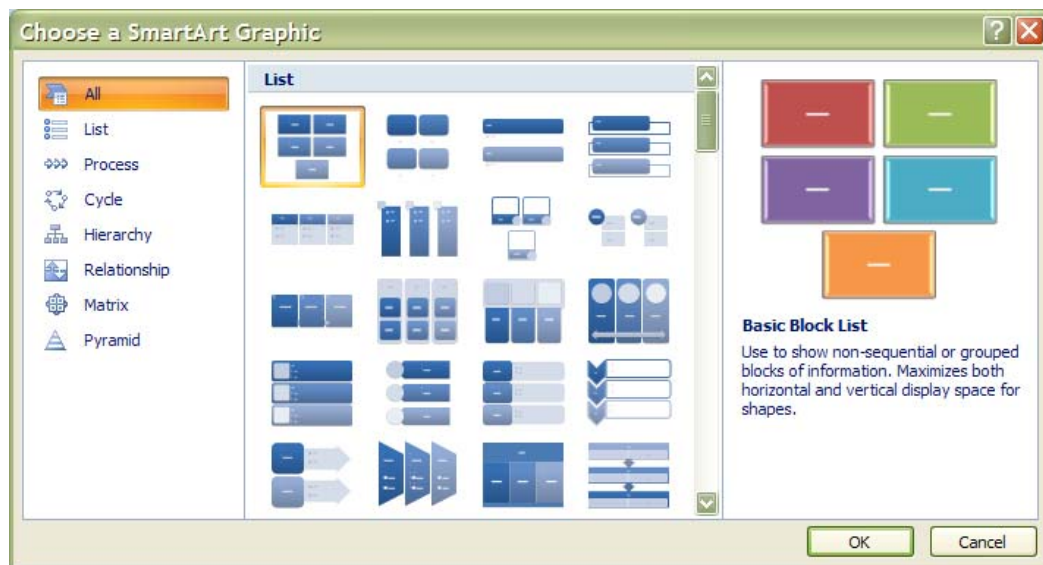 Choose a SmartArt Graphic
All
List
Process
Cycle
Hierarchy
Relationship
Matrix
Pyramid
List
Basic Block List
Use to show non-sequential or grouped
blocks of information. Maximizes both
horizontal and vertical display space for
shapes.
OK
Cancel